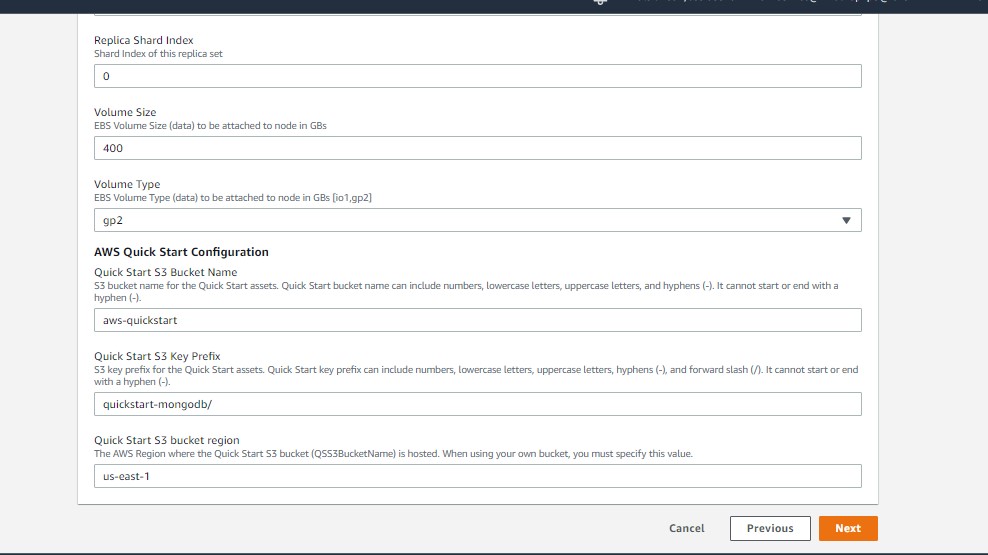 Replica Shard Index
Shard Index of this replica set
0
Volume Size
EBS Volume Size (data) to be attached to node in GBs
400
Volume Type
EBS Volume Type (data) to be attached to node in GBs [io1,gp2]
gp2
AWS Quick Start Configuration
Quick Start S3 Bucket Name
S3 bucket name for the Quick Start assets. Quick Start bucket name can include numbers, lowercase letters, uppercase letters, and hyphens (-). It cannot start or end with a
hyphen (-).
aws-quickstart
Quick Start S3 Key Prefix
S3 key prefix for the Quick Start assets. Quick Start key prefix can include numbers, lowercase letters, uppercase letters, hyphens (-), and forward slash (/). It cannot start or end
with a hyphen (-).
quickstart-mongodb/
Quick Start S3 bucket region
The AWS Region where the Quick Start S3 bucket (QSS3BucketName) is hosted. When using your own bucket, you must specify this value.
us-east-1
Cancel
Previous
Next